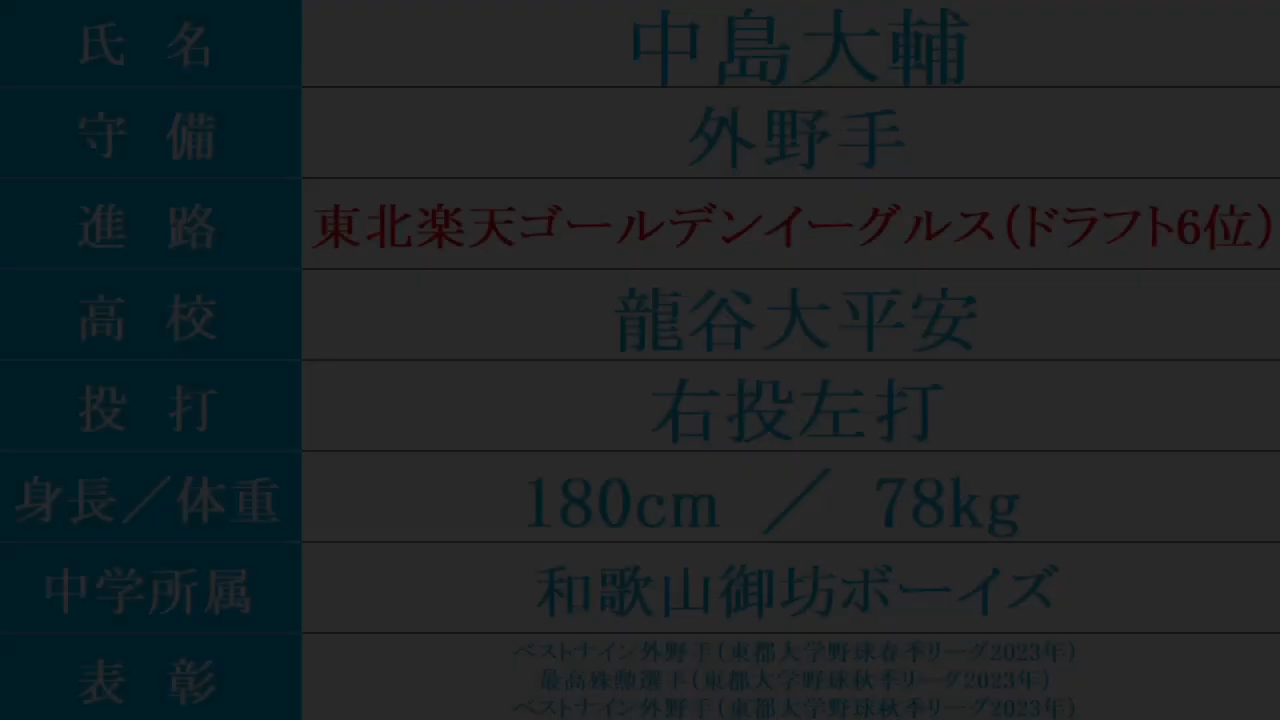 氏 名 中島大輔
守 備 外野手
進 路 東北楽天ゴールデンイーグルス(ドラフト6位)
高 校 龍谷大平安
投 打 右投左打
身長／体重 180cm ／ 78kg
中学所属 和歌山御坊ボーイズ
表 彰 ベストナイン外野手(東都大学野球春季リーグ2023年)
最高殊勲選手(東都大学野球秋季リーグ2023年)
ベストナイン外野手(東都大学野球秋季リーグ2023年)